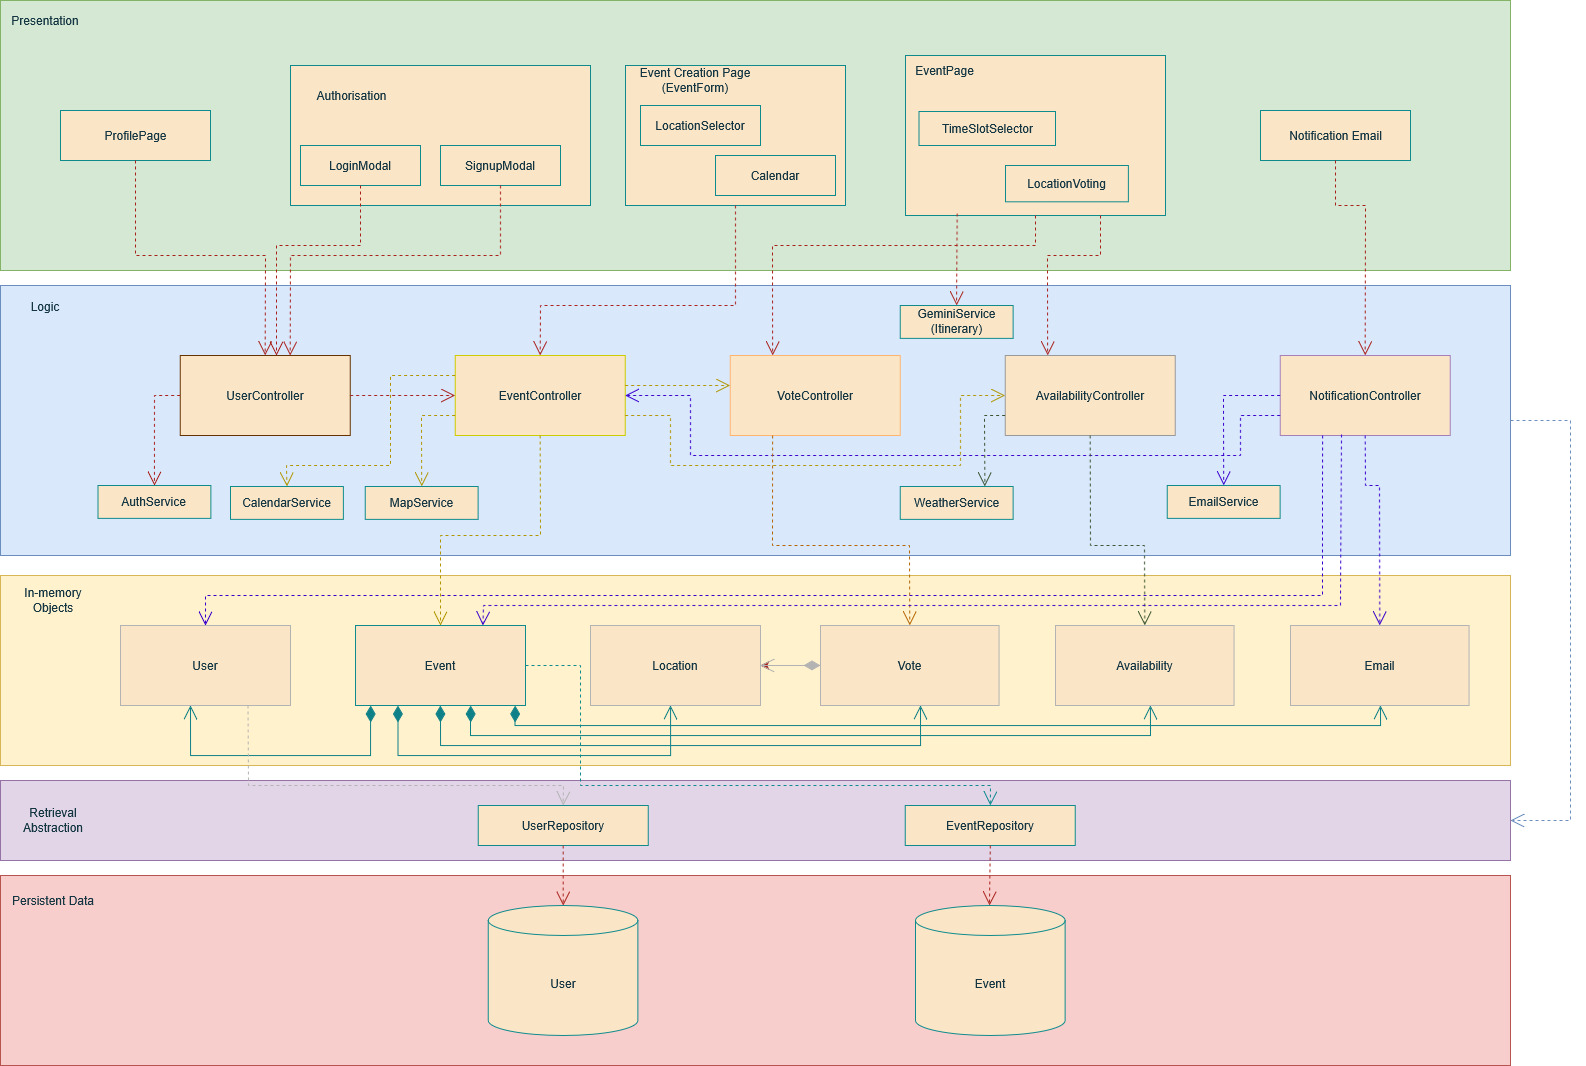 Presentation
ProfilePage
Authorisation
LoginModal
SignupModal
Event Creation Page
(EventForm)
LocationSelector
Calendar
EventPage
TimeSlotSelector
LocationVoting
Notification Email
Logic
GeminiService
(Itinerary)
UserController
EventController
VoteController
AvailabilityController
NotificationController
AuthService
CalendarService
MapService
WeatherService
EmailService
In-memory
Objects
User
Event
Location
Vote
Availability
Email
Retrieval
Abstraction
UserRepository
EventRepository
Persistent Data
User
Event